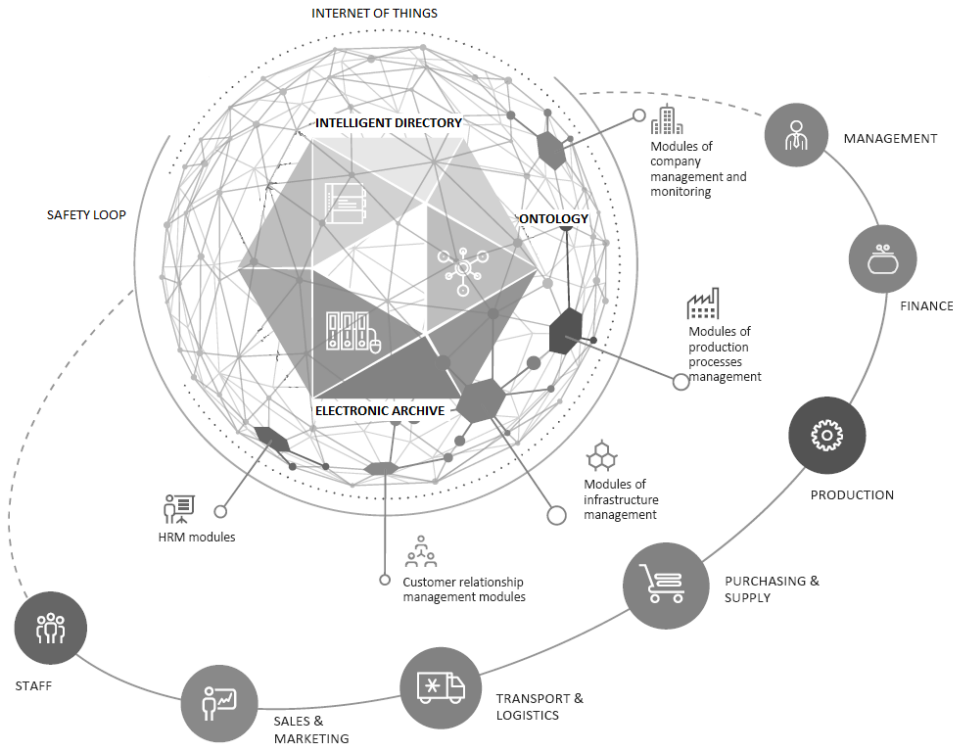 INTERNET OF THINGS
INTELLIGENT DIRECTORY
Modules of
company
management and
monitoring
MANAGEMENT
SAFETY LOOP
ONTOLOGY
FINANCE
Modules of
production
processes
management
ELECTRONIC ARCHIVE
Modules of
infrastructure
management
PRODUCTION
HRM modules
Customer relationship
management modules
PURCHASING &
SUPPLY
STAFF
TRANSPORT &
LOGISTICS
SALES &
MARKETING